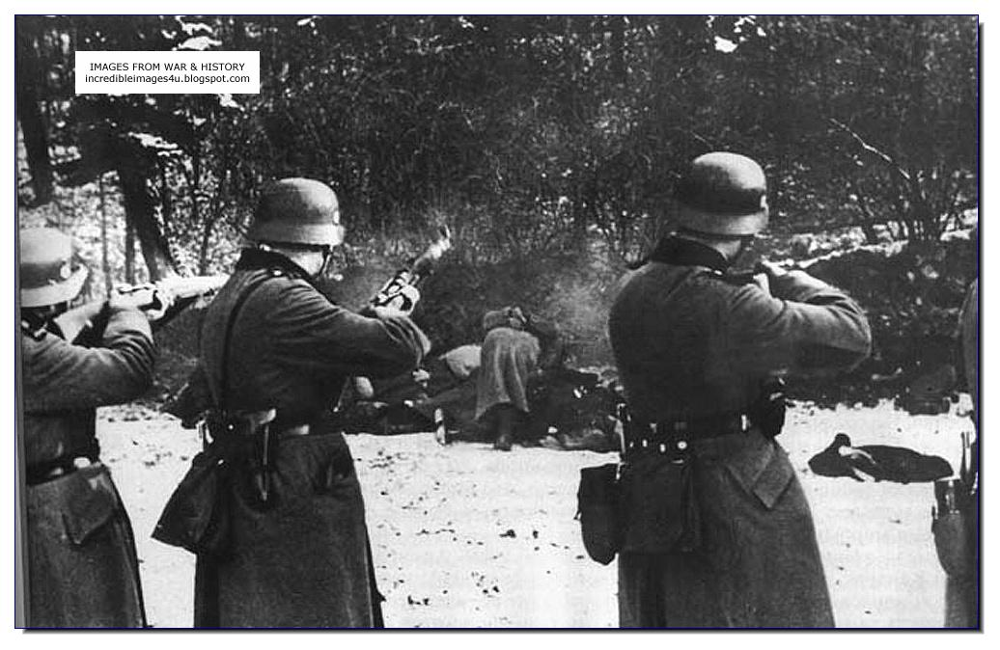 IMAGES FROM WAR & HISTORY
incredibleimages4u.blogspot.com